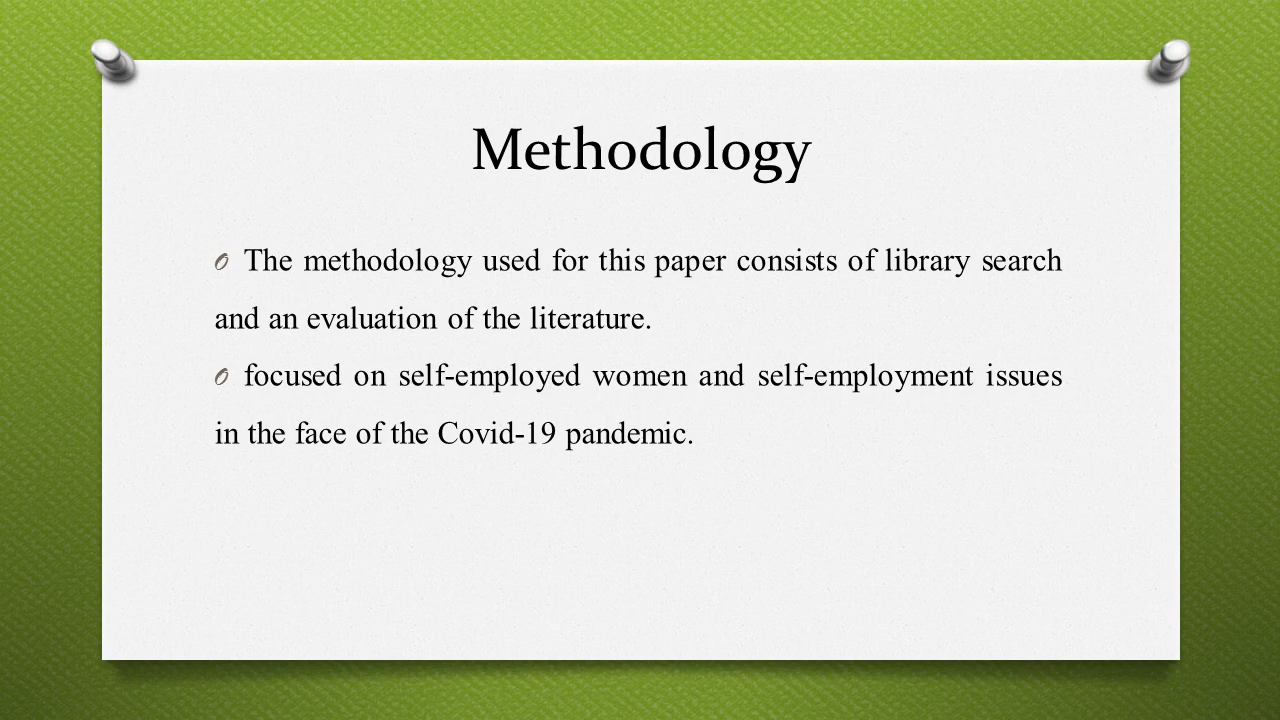 Methodology
The methodology used for this paper consists of library search
and an evaluation of the literature.
focused on self-employed women and self-employment issues
in the face of the Covid-19 pandemic.